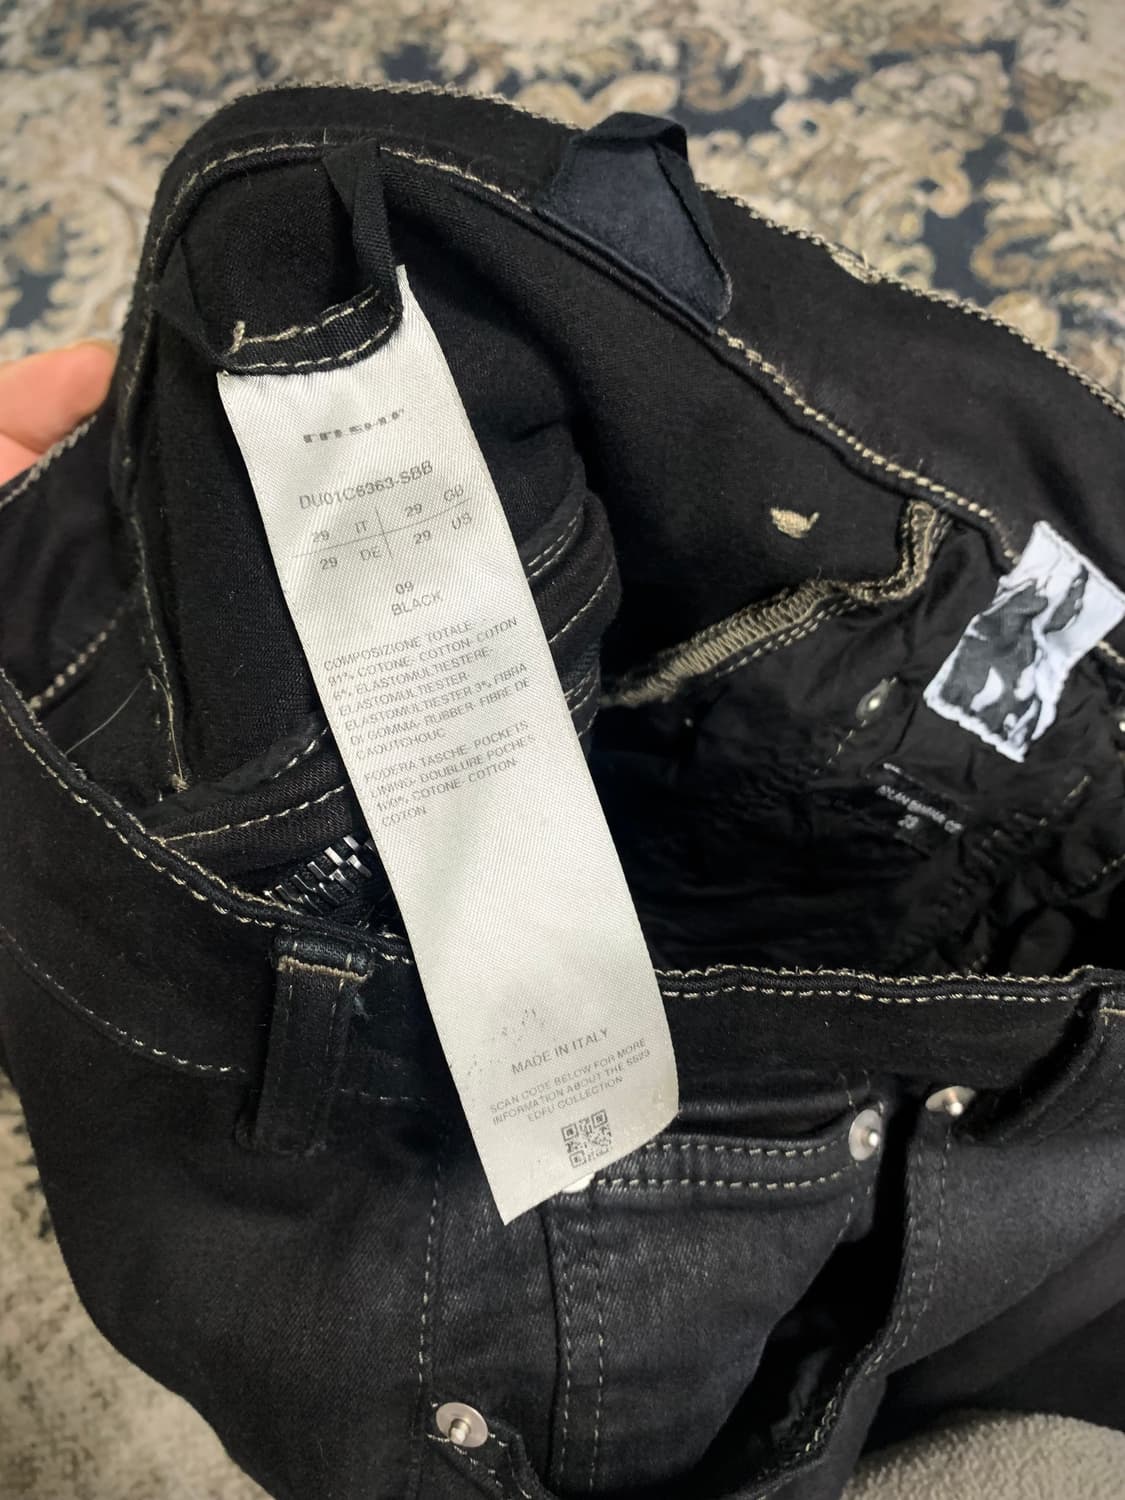 DU01C6363-SBB
29 IT 29 GB
29 DE 29 US
09
BLACK
COMPOSIZIONE TOTALE:
91% COTONE- COTTON- COTON
6% ELASTOMULTIESTERE-
ELASTOMULTIESTER-
ELASTOMULTIESTER 3% FIBRA
DI GOMMA- RUBBER- FIBRE DE
CAOUTCHOUC
FODERA TASCHE- POCKETS
LINING- DOUBLURE POCHES
100% COTONE- COTTON-
COTON
MADE IN ITALY
SCAN CODE BELOW FOR MORE
INFORMATION ABOUT THE SS23
EDFU COLLECTION